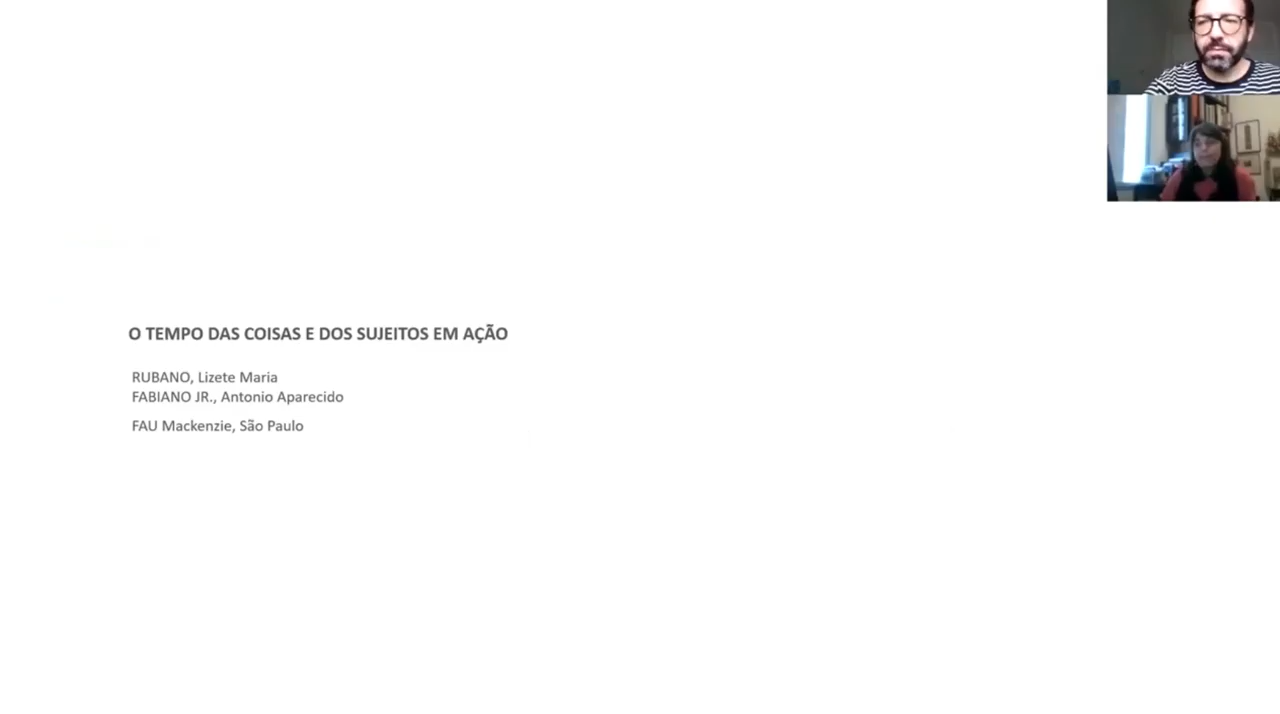 O TEMPO DAS COISAS E DOS SUJEITOS EM AÇÃO
RUBANO, Lizete Maria
FABIANO JR., Antonio Aparecido
FAU Mackenzie, São Paulo